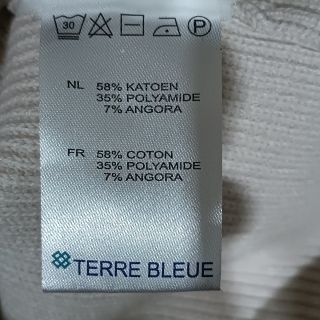 30 P
NL 58% KATOEN
35% POLYAMIDE
7% ANGORA
FR 58% COTON
35% POLYAMIDE
7% ANGORA
TERRE BLEUE